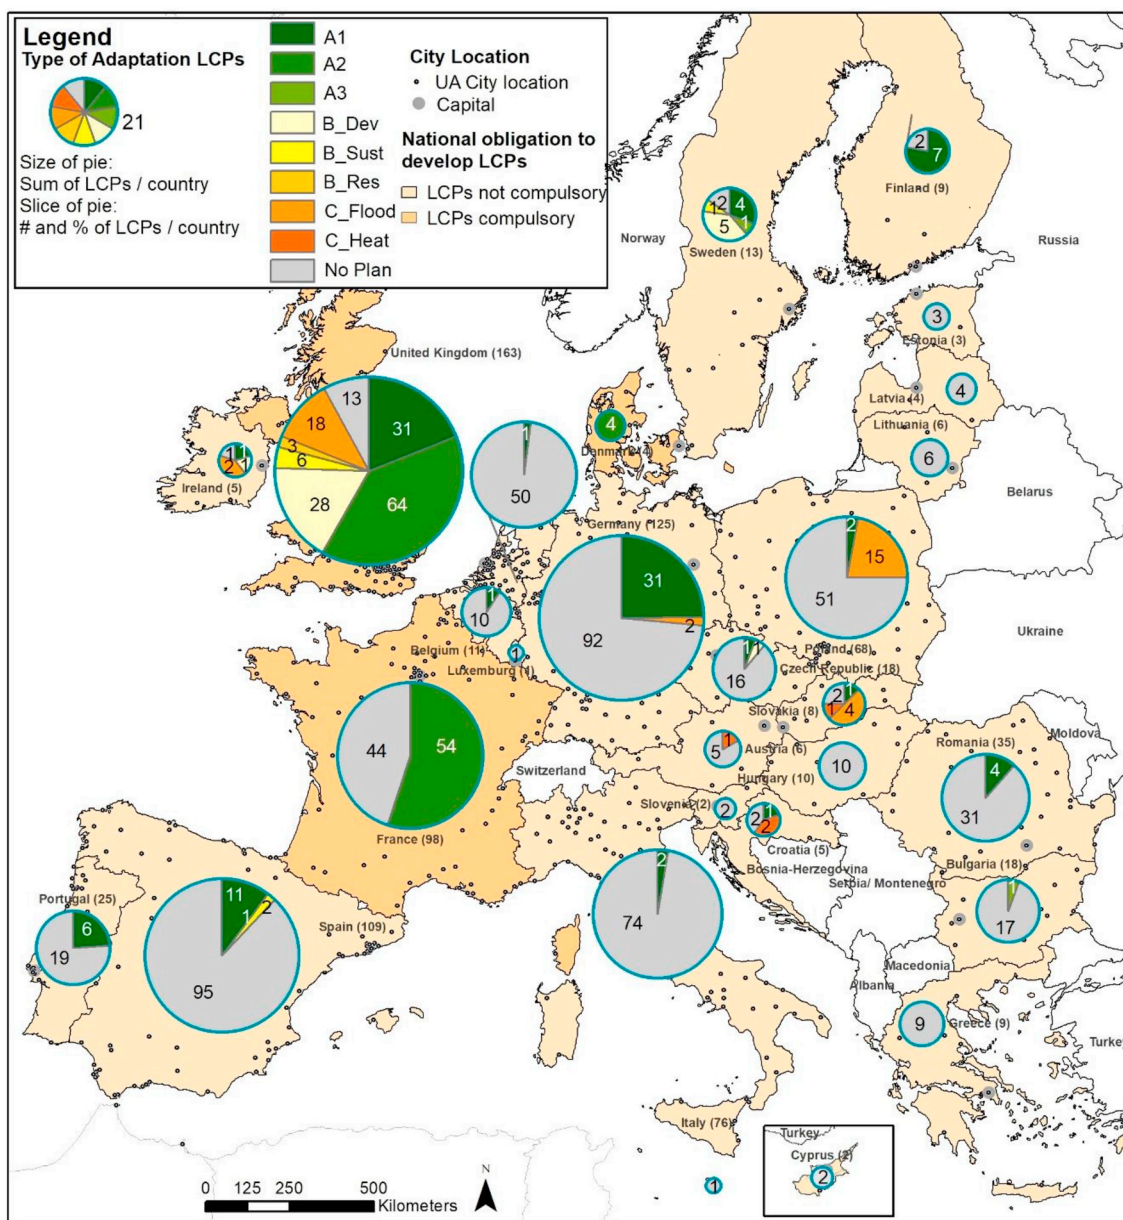 Legend
Type of Adaptation LCPs
21
Size of pie:
Sum of LCPs / country
Slice of pie:
# and % of LCPs / country
A1
A2
A3
B_Dev
B_Sust
B_Res
C_Flood
C_Heat
No Plan
City Location
UA City location
Capital
National obligation to
develop LCPs
LCPs not compulsory
LCPs compulsory
2
7
Finland (9)
2
4
1
1
5
Sweden (13)
Norway
Russia
3
Estonia (3)
United Kingdom (163)
4
Latvia (4)
13
31
18
3
6
28
64
1
50
4
Denmark (4)
Lithuania (6)
6
1
1
2
1
Ireland (5)
Belarus
Germany (125)
31
2
92
2
15
51
Poland (68)
1
10
Belgium (11)
Luxemburg (1)
1
Ukraine
1
1
16
Czech Republic (18)
2
1
1
4
Slovakia (8)
1
5
Austria (6)
Hungary (10)
10
Moldova
Romania (35)
4
31
54
44
France (98)
Switzerland
Slovenia (2)
2
1
2
2
Croatia (5)
Bosnia-Herzegovina
Serbia/ Montenegro
Bulgaria (18)
1
17
2
74
Portugal (25)
6
19
11
1
2
95
Spain (109)
Macedonia
Albania
9
Greece (9)
Turkey
Italy (76)
1
Turkey
Cyprus (2)
2
N
0 125 250 500
Kilometers